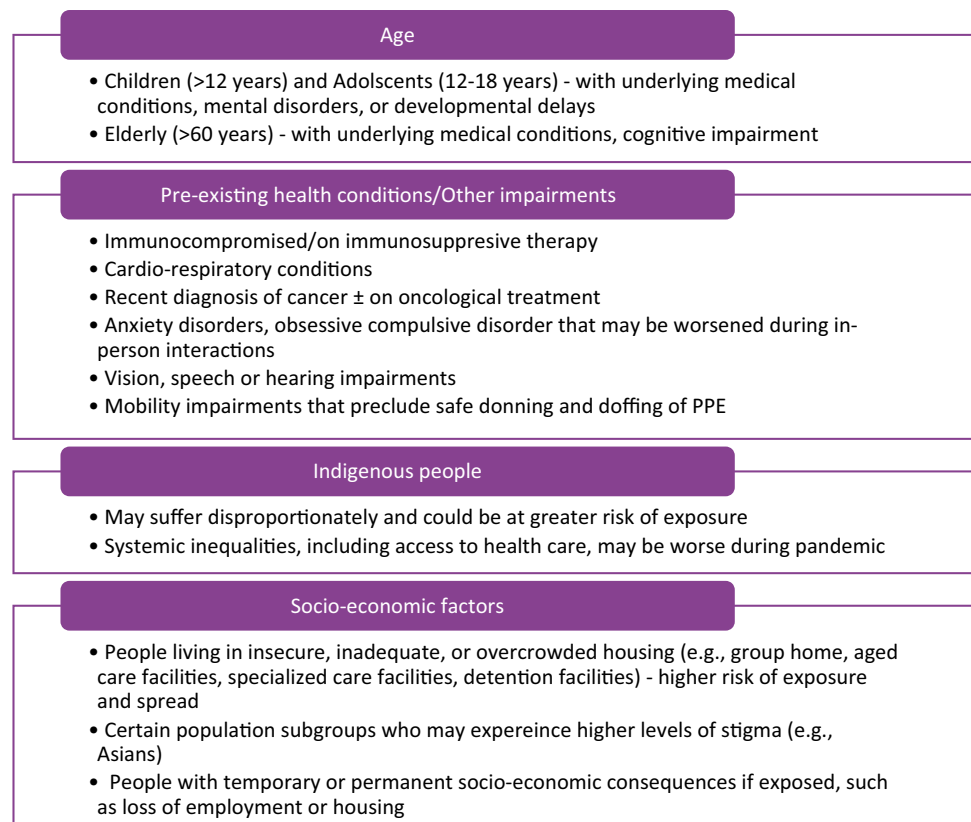 Age
• Children (>12 years) and Adolscents (12-18 years) - with underlying medical
conditions, mental disorders, or developmental delays
• Elderly (>60 years) - with underlying medical conditions, cognitive impairment
Pre-existing health conditions/Other impairments
• Immunocompromised/on immunosuppresive therapy
• Cardio-respiratory conditions
• Recent diagnosis of cancer ± on oncological treatment
• Anxiety disorders, obsessive compulsive disorder that may be worsened during in-
person interactions
• Vision, speech or hearing impairments
• Mobility impairments that preclude safe donning and doffing of PPE
Indigenous people
• May suffer disproportionately and could be at greater risk of exposure
• Systemic inequalities, including access to health care, may be worse during pandemic
Socio-economic factors
• People living in insecure, inadequate, or overcrowded housing (e.g., group home, aged
care facilities, specialized care facilities, detention facilities) - higher risk of exposure
and spread
• Certain population subgroups who may expereince higher levels of stigma (e.g.,
Asians)
• People with temporary or permanent socio-economic consequences if exposed, such
as loss of employment or housing